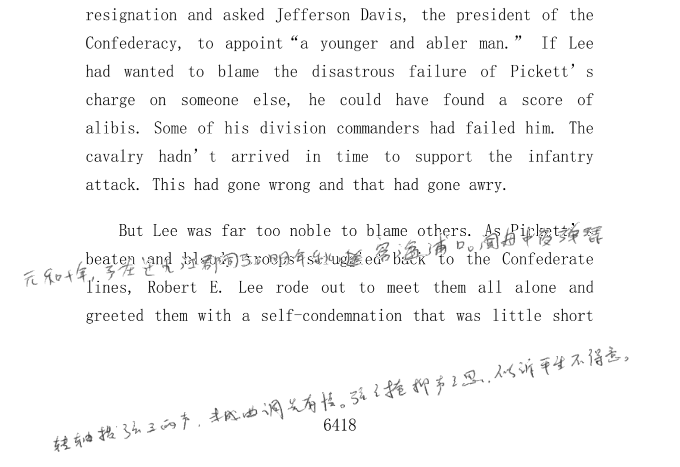 resignation and asked Jefferson Davis, the president of the
Confederacy, to appoint “a younger and abler man.” If Lee
had wanted to blame the disastrous failure of Pickett’s
charge on someone else, he could have found a score of
alibis. Some of his division commanders had failed him. The
cavalry hadn’t arrived in time to support the infantry
attack. This had gone wrong and that had gone awry.
But Lee was far too noble to blame others. As Pickett’s
beaten and bloody troops struggled back to the Confederate
元和十年,予左迁九江郡司马。明年秋,送客湓浦口。闻舟中夜弹琵琶
lines, Robert E. Lee rode out to meet them all alone and
greeted them with a self-condemnation that was little short
转轴拨弦三两声,未成曲调先有情。弦弦掩抑声声思,似诉平生不得志。
6418